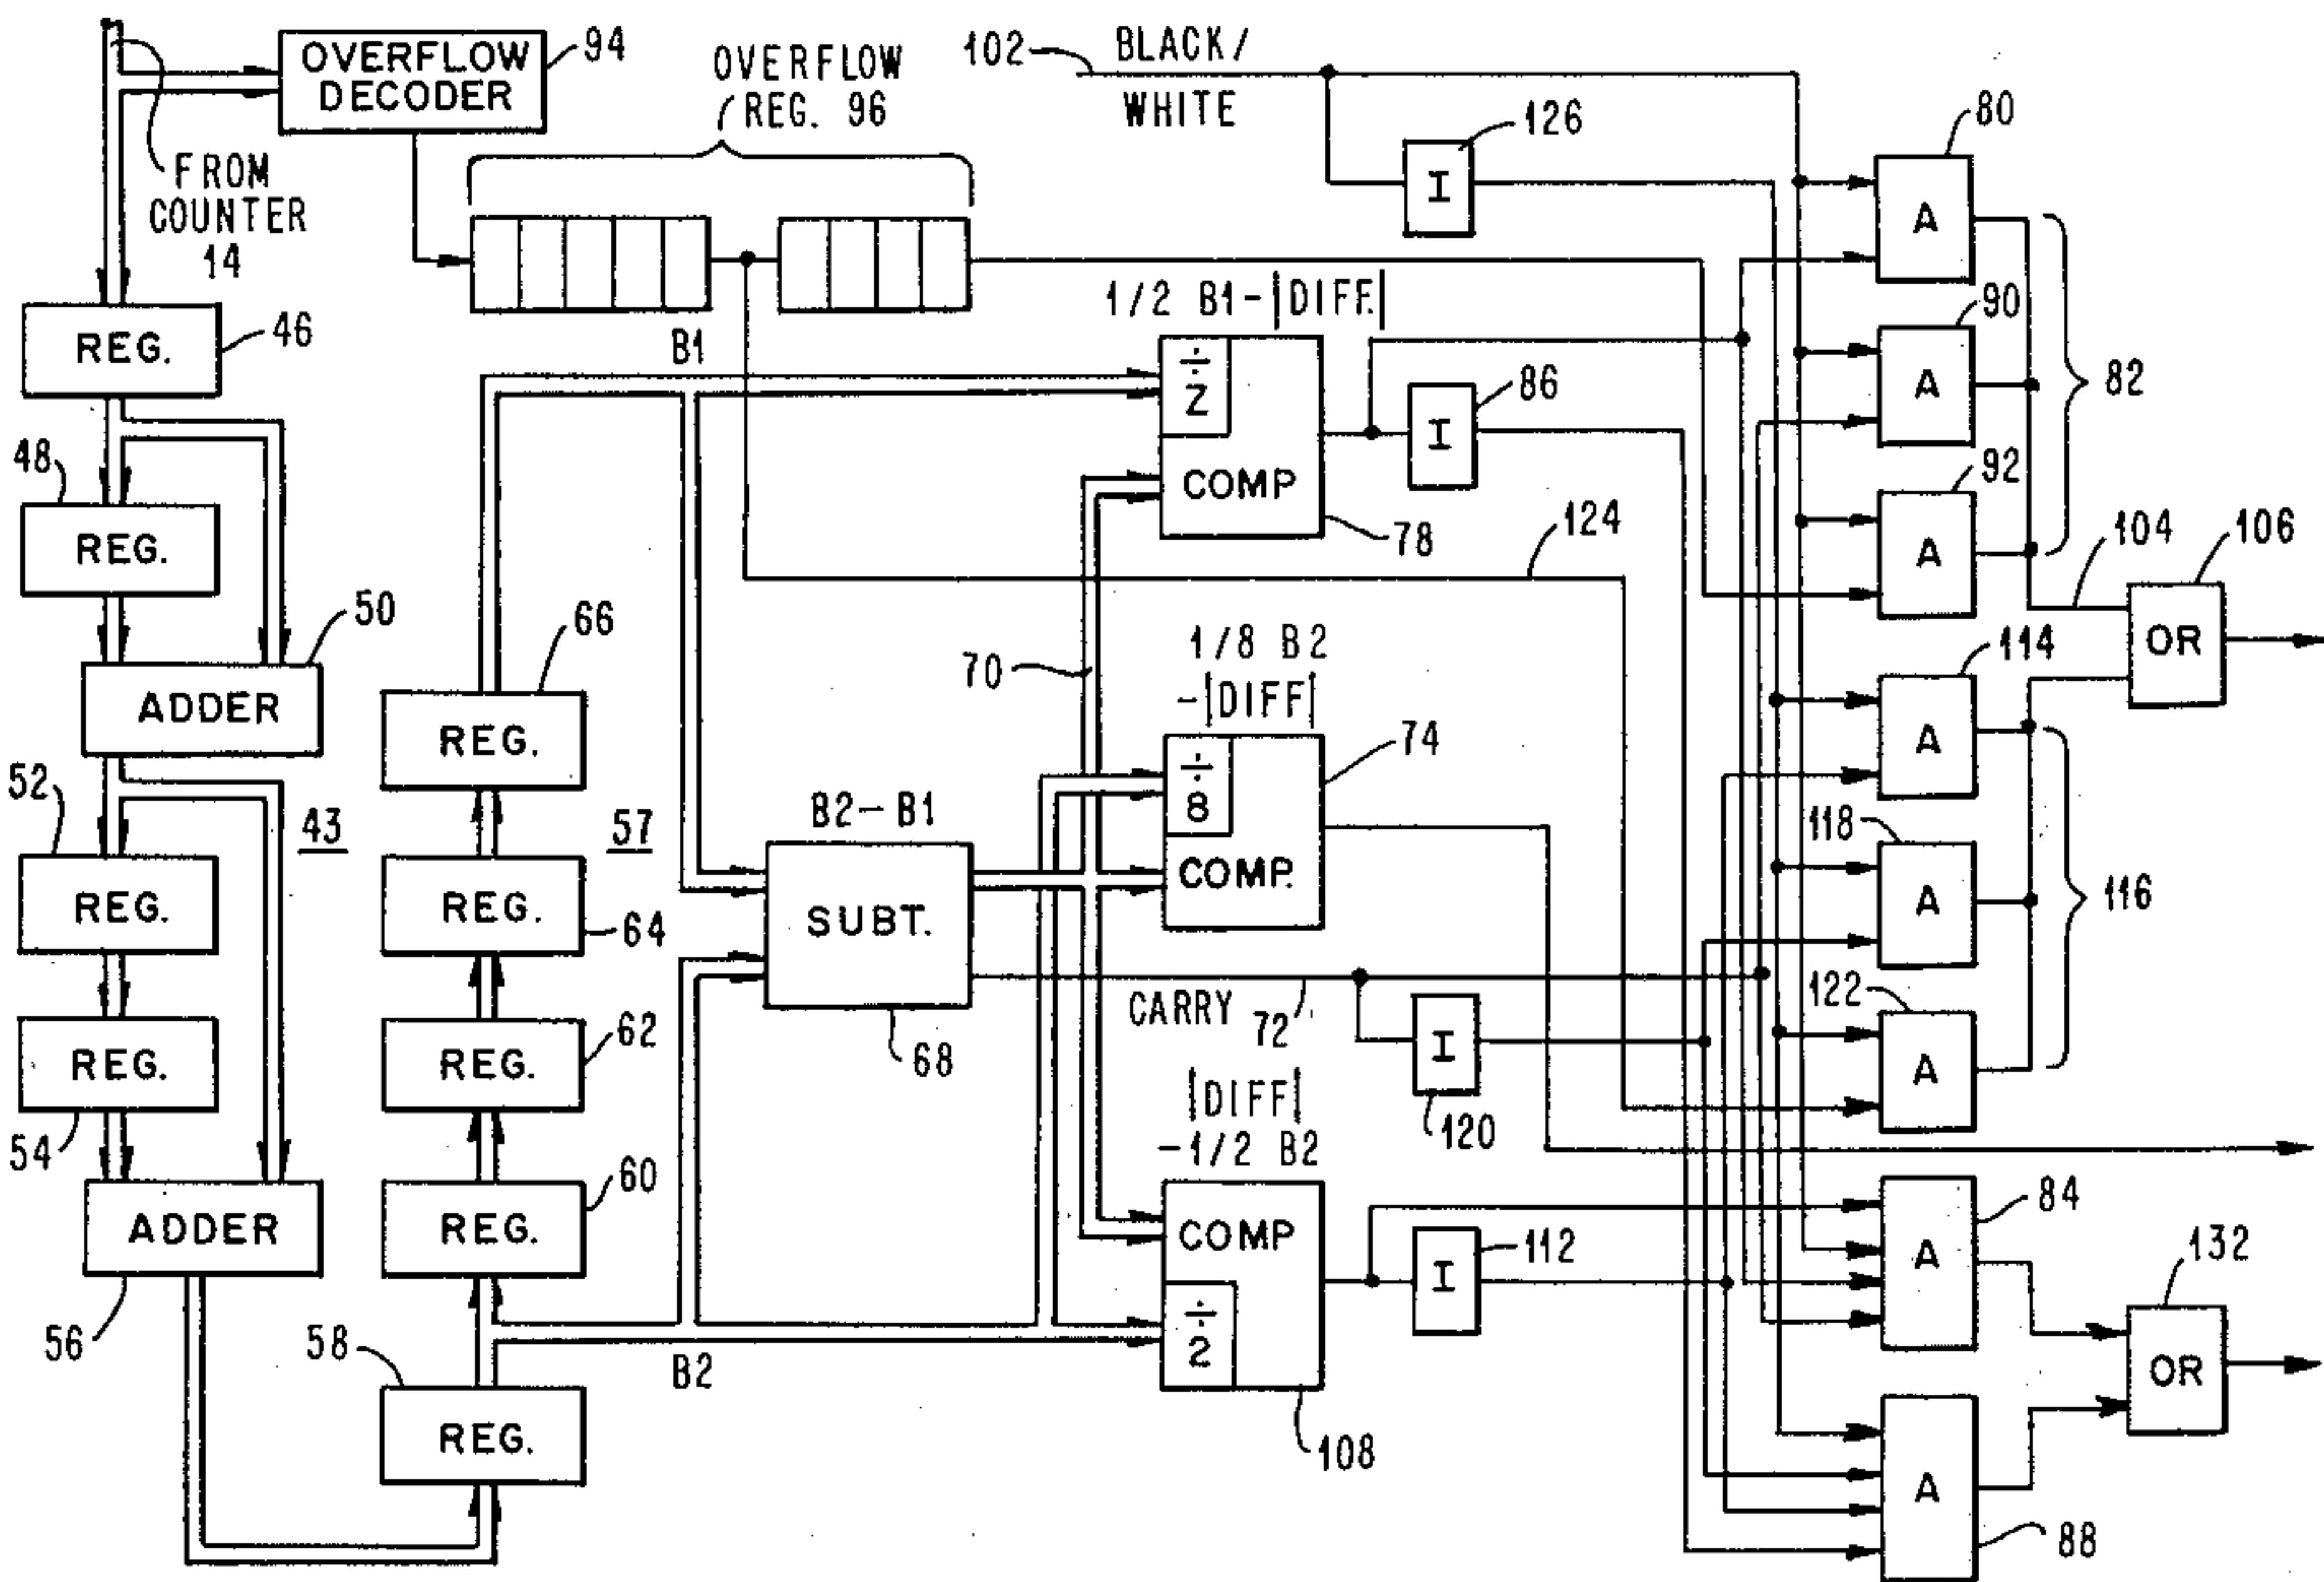 OVERFLOW
DECODER
94
FROM
COUNTER
14
OVERFLOW
REG. 96
102
BLACK/
WHITE
126
I
80
A
REG.
46
B1
1/2 B1-|DIFF.|
÷
2
COMP
78
I
86
90
A
82
92
A
48
REG.
104
106
OR
124
50
ADDER
66
REG.
70
1/8 B2
-|DIFF|
÷
8
COMP.
74
114
A
52
43
REG.
57
REG.
64
B2-B1
SUBT.
68
118
A
116
CARRY
72
I
120
122
A
54
REG.
REG.
62
|DIFF|
-1/2 B2
COMP
÷
2
108
I
112
84
A
132
OR
ADDER
56
REG.
60
58
REG.
B2
A
88